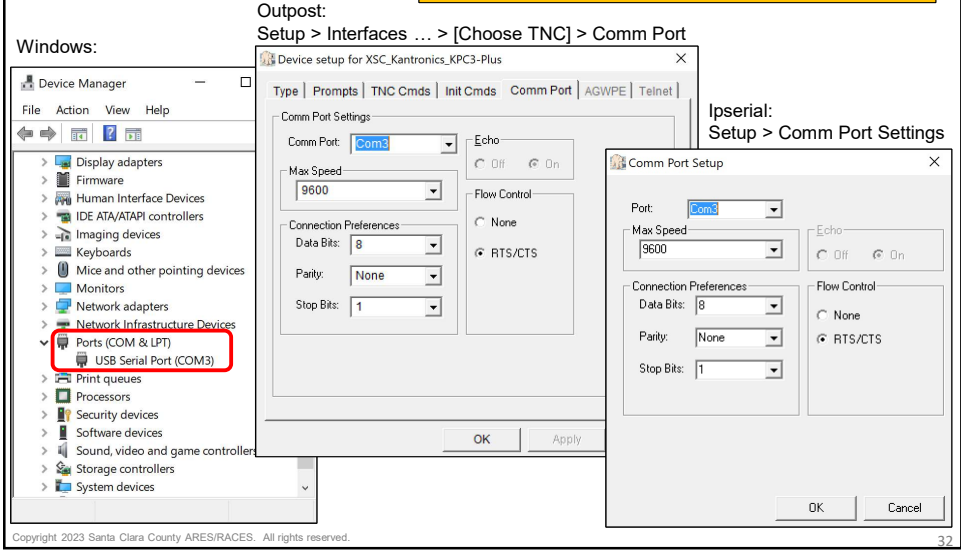 Windows:
Device Manager
File Action View Help
Display adapters
Firmware
Human Interface Devices
IDE ATA/ATAPI controllers
Imaging devices
Keyboards
Mice and other pointing devices
Monitors
Network adapters
Network Infrastructure Devices
Ports (COM & LPT)
USB Serial Port (COM3)
Print queues
Processors
Security devices
Software devices
Sound, video and game controllers
Storage controllers
System devices
Outpost:
Setup > Interfaces … > [Choose TNC] > Comm Port
Device setup for XSC_Kantronics_KPC3-Plus
Type Prompts TNC Cmds Init Cmds Comm Port AGWPE Telnet
Comm Port Settings
Comm Port: Com3
Max Speed
9600
Connection Preferences
Data Bits: 8
Parity: None
Stop Bits: 1
Echo
Off On
Flow Control
None
RTS/CTS
OK Apply
Ipserial:
Setup > Comm Port Settings
Comm Port Setup
Port: Com3
Max Speed
9600
Echo
Off On
Connection Preferences
Data Bits: 8
Parity: None
Stop Bits: 1
Flow Control
None
RTS/CTS
OK Cancel
Copyright 2023 Santa Clara County ARES/RACES. All rights reserved.
32